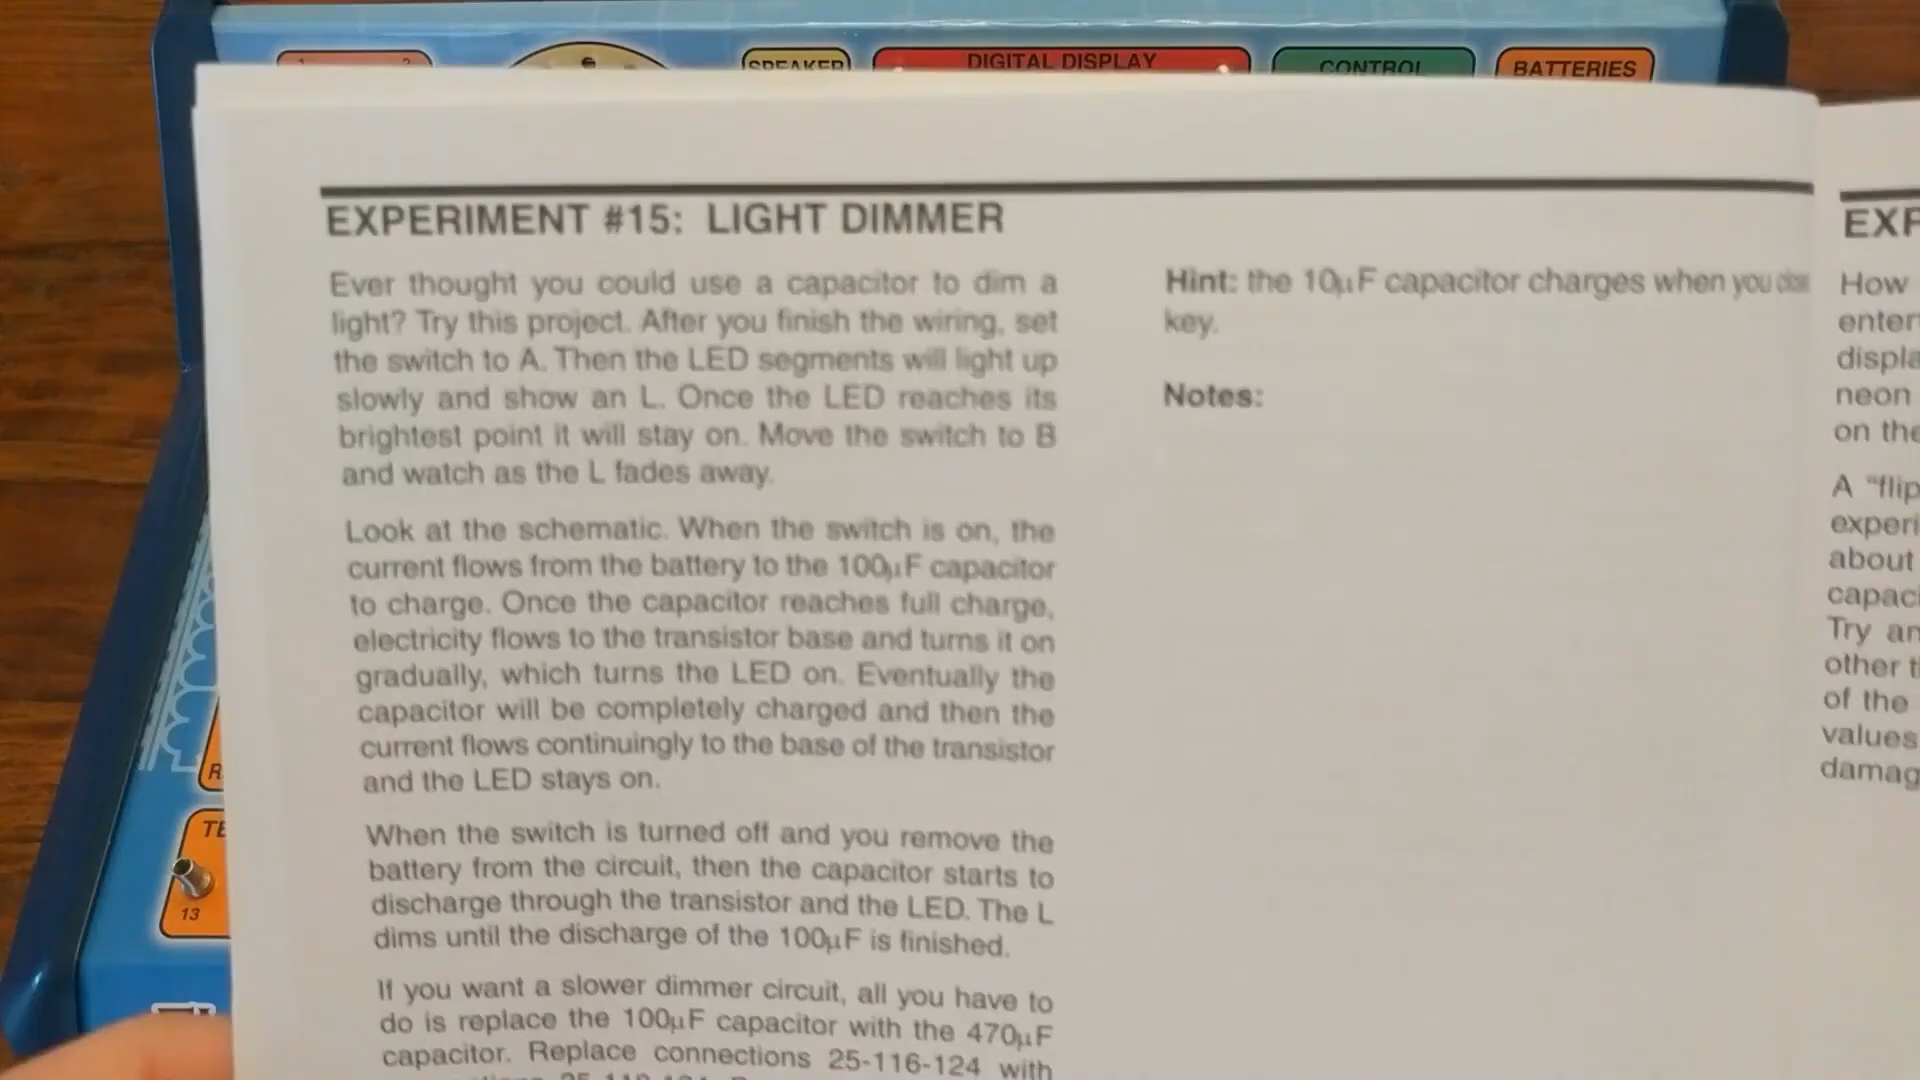 SPEAKER
DIGITAL DISPLAY
CONTROL
BATTERIES
EXPERIMENT #15: LIGHT DIMMER
Ever thought you could use a capacitor to dim a
light? Try this project. After you finish the wiring, set
the switch to A. Then the LED segments will light up
slowly and show an L. Once the LED reaches its
brightest point it will stay on. Move the switch to B
and watch as the L fades away.
Look at the schematic. When the switch is on, the
current flows from the battery to the 100µF capacitor
to charge. Once the capacitor reaches full charge,
electricity flows to the transistor base and turns it on
gradually, which turns the LED on. Eventually the
capacitor will be completely charged and then the
current flows continuingly to the base of the transistor
and the LED stays on.
When the switch is turned off and you remove the
battery from the circuit, then the capacitor starts to
discharge through the transistor and the LED. The L
dims until the discharge of the 100µF is finished.
If you want a slower dimmer circuit, all you have to
do is replace the 100µF capacitor with the 470µF
capacitor. Replace connections 25-116-124 with
Hint: the 10µF capacitor charges when you close
key.
Notes:
EXP
How
enter
displa
neon
on the
A “flip
experi
about
capaci
Try an
other ti
of the
values
damag
R
TE
13